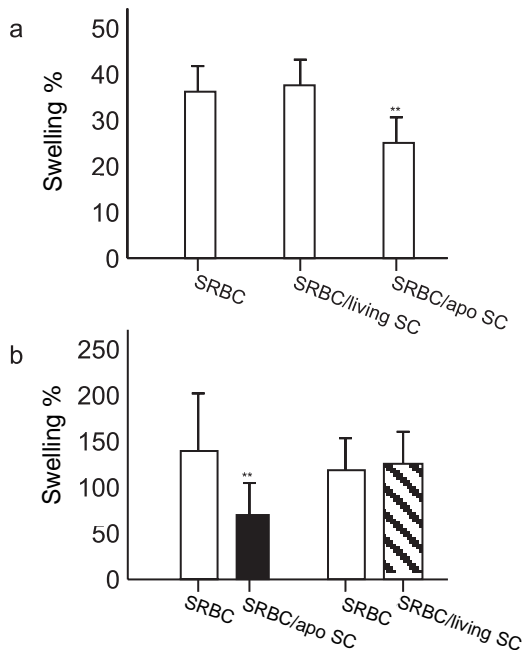 a
Swelling %
50
40
30
20
10
0
**
SRBC
SRBC/living SC
SRBC/apo SC
b
Swelling %
250
200
150
100
50
0
**
SRBC
SRBC/apo SC
SRBC
SRBC/living SC